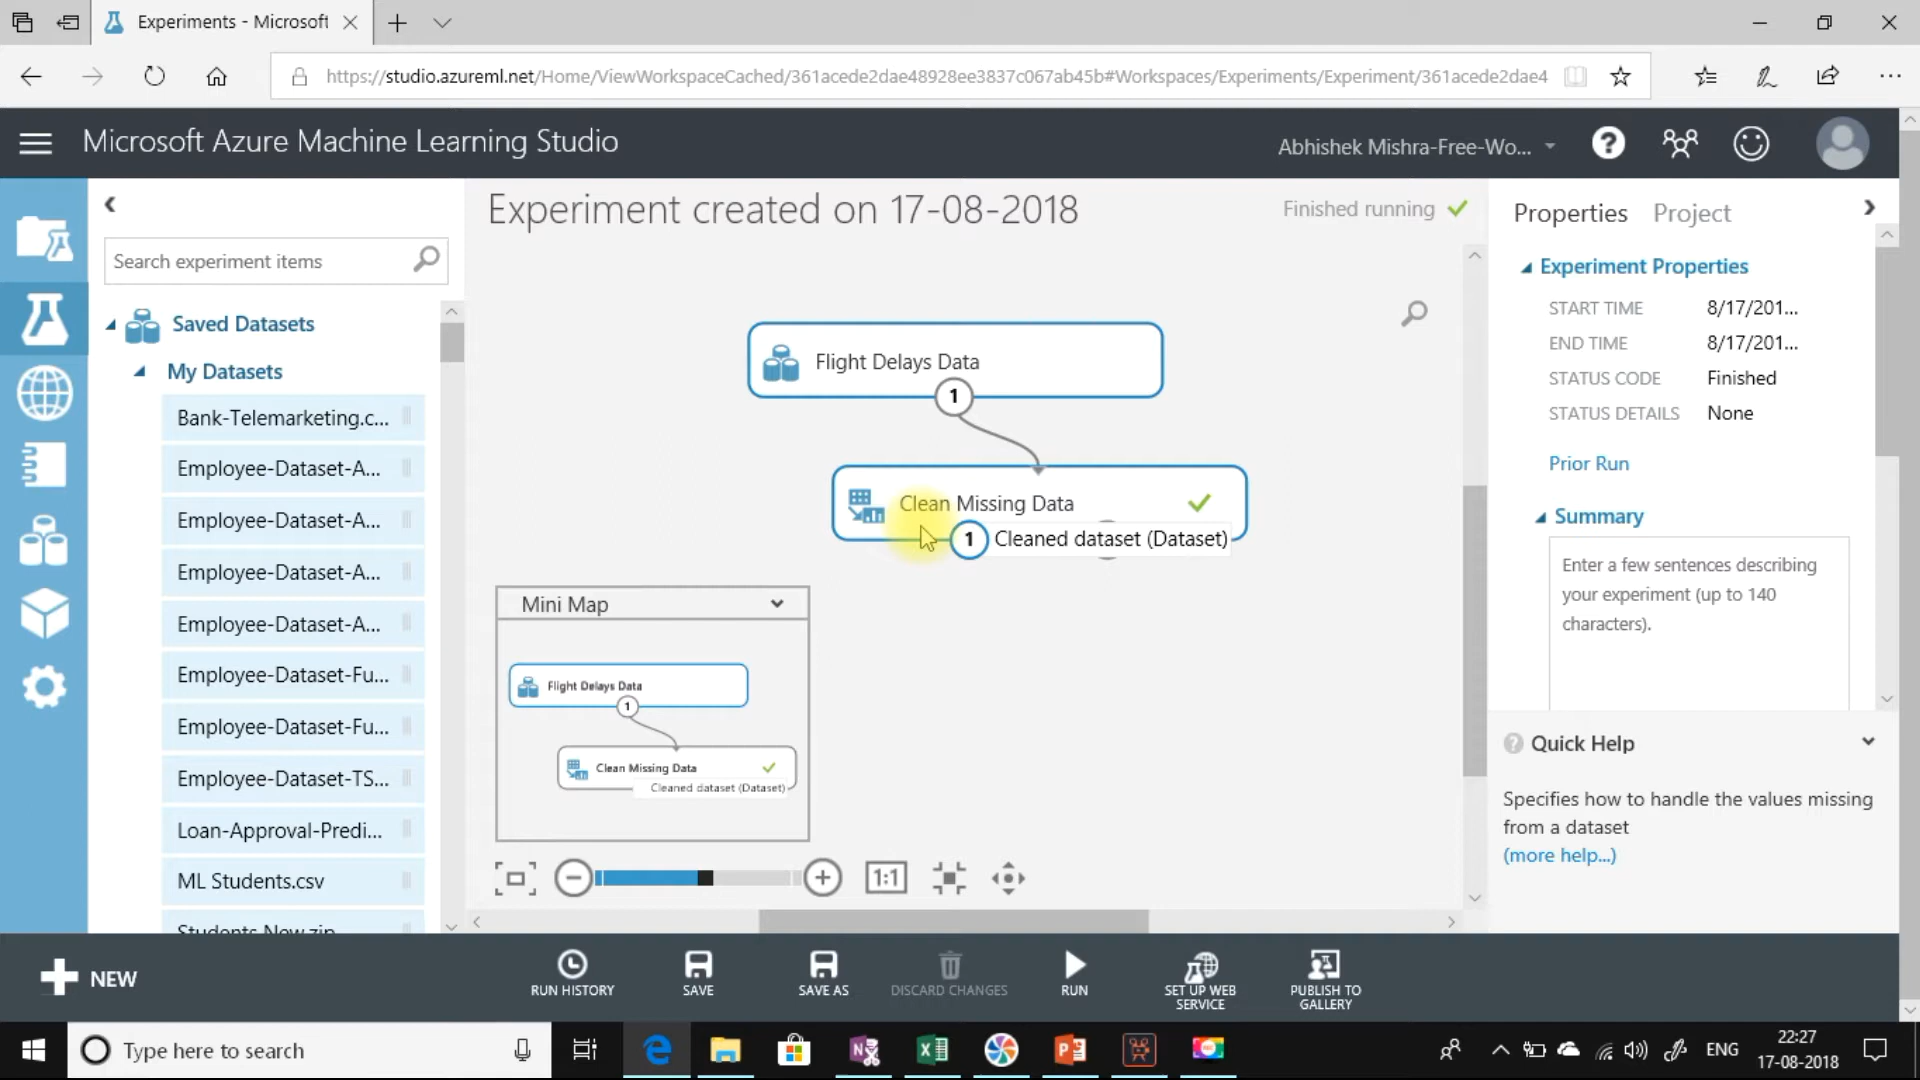 Experiments - Microsoft
https://studio.azureml.net/Home/ViewWorkspaceCached/361acede2dae48928ee3837c067ab45b#Workspaces/Experiments/Experiment/361acede2dae4
Microsoft Azure Machine Learning Studio
Abhishek Mishra-Free-Wo...
Search experiment items
Saved Datasets
My Datasets
Bank-Telemarketing.c...
Employee-Dataset-A...
Employee-Dataset-A...
Employee-Dataset-A...
Employee-Dataset-A...
Employee-Dataset-Fu...
Employee-Dataset-Fu...
Employee-Dataset-TS...
Loan-Approval-Predi...
ML Students.csv
Students New.zip
Experiment created on 17-08-2018
Finished running
Flight Delays Data
1
Clean Missing Data
1 Cleaned dataset (Dataset)
Mini Map
Flight Delays Data
1
Clean Missing Data
Cleaned dataset (Dataset)
1:1
Properties Project
Experiment Properties
START TIME 8/17/201...
END TIME 8/17/201...
STATUS CODE Finished
STATUS DETAILS None
Prior Run
Summary
Enter a few sentences describing
your experiment (up to 140
characters).
Quick Help
Specifies how to handle the values missing
from a dataset
(more help...)
NEW
RUN HISTORY
SAVE
SAVE AS
DISCARD CHANGES
RUN
SET UP WEB
SERVICE
PUBLISH TO
GALLERY
Type here to search
ENG
22:27
17-08-2018